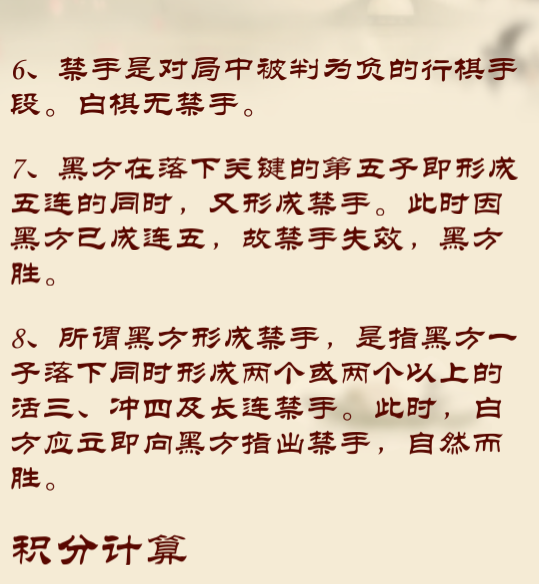 6、禁手是对局中被判为负的行棋手
段。白棋无禁手。
7、黑方在落下关键的第五子即形成
五连的同时，又形成禁手。此时因
黑方已成连五，故禁手失效，黑方
胜。
8、所谓黑方形成禁手，是指黑方一
子落下同时形成两个或两个以上的
活三、冲四及长连禁手。此时，白
方应立即向黑方指出禁手，自然而
胜。
积分计算